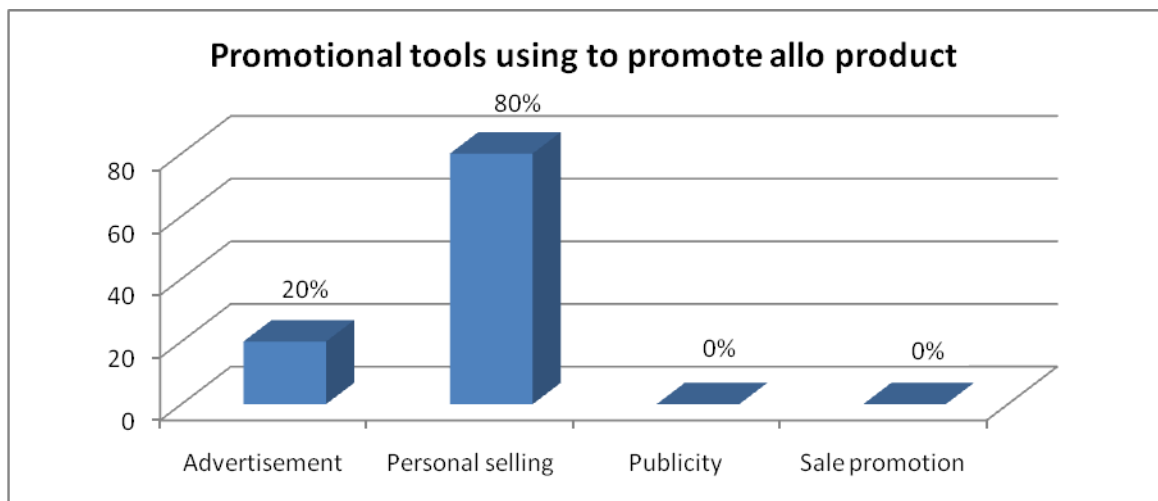 Promotional tools using to promote allo product
80%
80
60
40
20
0
20%
0%
0%
Advertisement
Personal selling
Publicity
Sale promotion